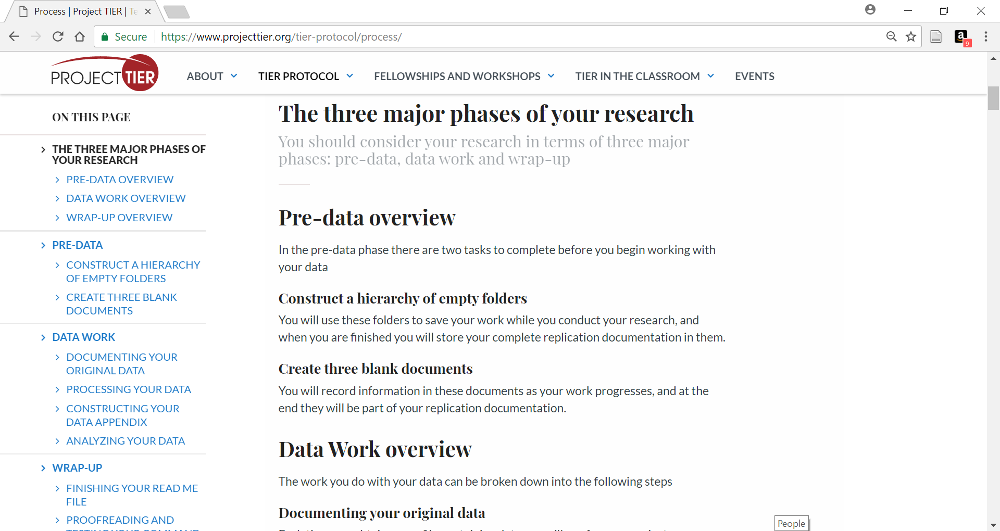 Process | Project TIER | Te
Secure
https://www.projecttier.org/tier-protocol/process/
a
9
PROJECT TIER
ABOUT
TIER PROTOCOL
FELLOWSHIPS AND WORKSHOPS
TIER IN THE CLASSROOM
EVENTS
ON THIS PAGE
THE THREE MAJOR PHASES OF
YOUR RESEARCH
PRE-DATA OVERVIEW
DATA WORK OVERVIEW
WRAP-UP OVERVIEW
PRE-DATA
CONSTRUCT A HIERARCHY
OF EMPTY FOLDERS
CREATE THREE BLANK
DOCUMENTS
DATA WORK
DOCUMENTING YOUR
ORIGINAL DATA
PROCESSING YOUR DATA
CONSTRUCTING YOUR
DATA APPENDIX
ANALYZING YOUR DATA
WRAP-UP
FINISHING YOUR READ ME
FILE
PROOFREADING AND
TESTING YOUR COMMAND
The three major phases of your research
You should consider your research in terms of three major
phases: pre-data, data work and wrap-up
Pre-data overview
In the pre-data phase there are two tasks to complete before you begin working with
your data
Construct a hierarchy of empty folders
You will use these folders to save your work while you conduct your research, and
when you are finished you will store your complete replication documentation in them.
Create three blank documents
You will record information in these documents as your work progresses, and at the
end they will be part of your replication documentation.
Data Work overview
The work you do with your data can be broken down into the following steps
Documenting your original data
People